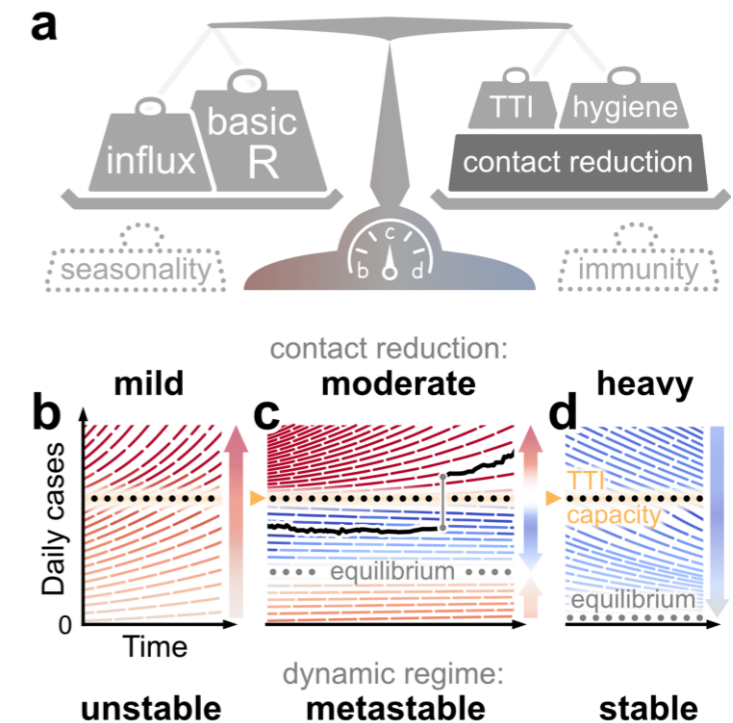 a
influx
basic
R
TTI
hygiene
contact reduction
seasonality
b
c
d
immunity
contact reduction:
mild
moderate
heavy
b
c
d
Daily cases
TTI
capacity
equilibrium
equilibrium
0
Time
dynamic regime:
unstable
metastable
stable